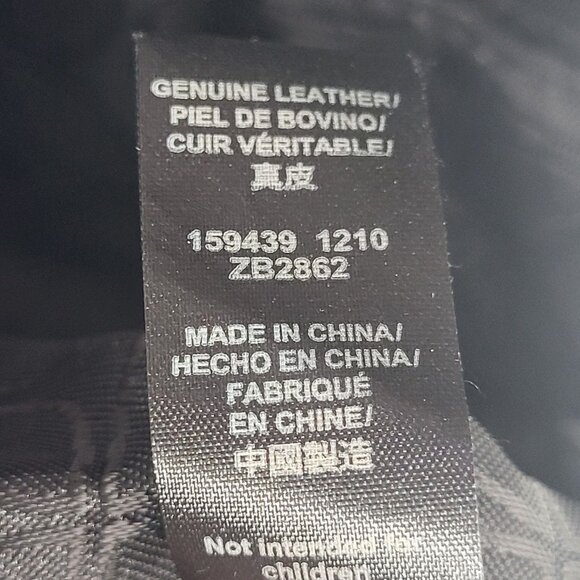 GENUINE LEATHER/
PIEL DE BOVINO/
CUIR VÉRITABLE/
真皮
159439 1210
ZB2862
MADE IN CHINA/
HECHO EN CHINA/
FABRIQUÉ
EN CHINE/
中國製造
Not intended for
children